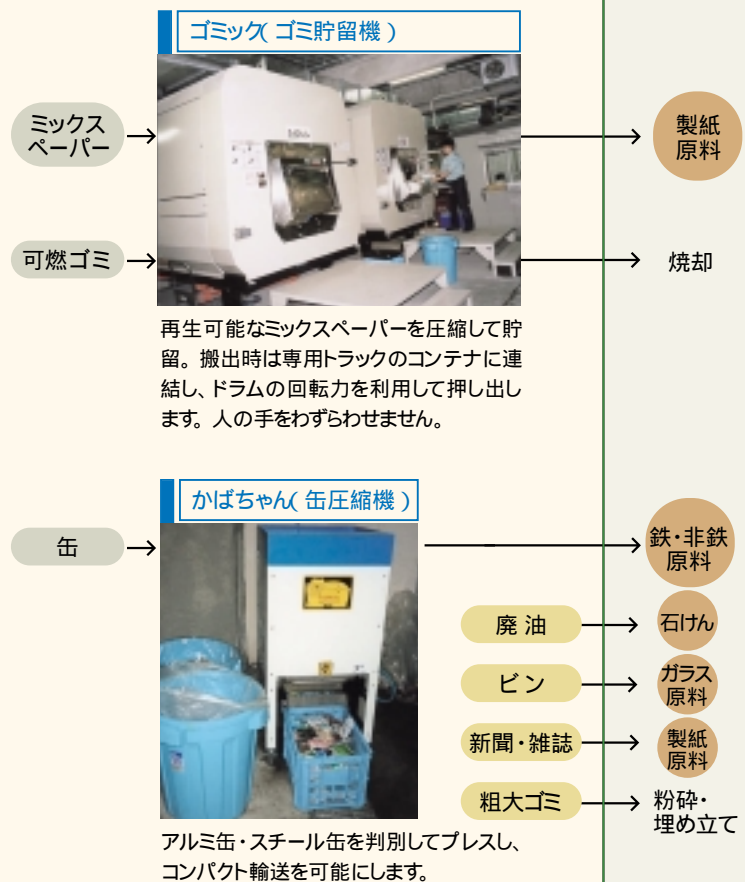 ゴミック(ゴミ貯留機)
ミックス
ペーパー
製紙
原料
可燃ゴミ
焼却
再生可能なミックスペーパーを圧縮して貯
留。搬出時は専用トラックのコンテナに連
結し、ドラムの回転力を利用して押し出し
ます。人の手をわずらわせません。
かばちゃん(缶圧縮機)
缶
鉄・非鉄
原料
廃油
石けん
ビン
ガラス
原料
新聞・雑誌
製紙
原料
粗大ゴミ
粉砕・
埋め立て
アルミ缶・スチール缶を判別してプレスし、
コンパクト輸送を可能にします。